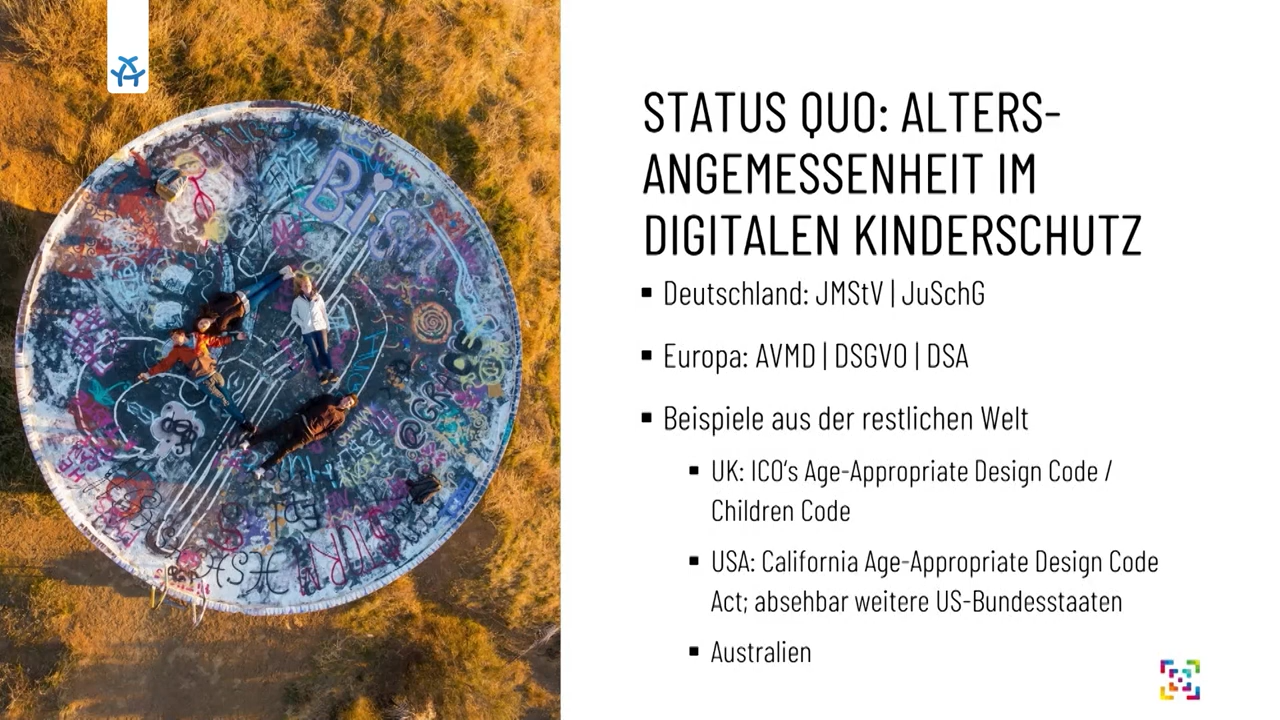 STATUS QUO: ALTERS-
ANGEMESSENHEIT IM
DIGITALEN KINDERSCHUTZ
▪ Deutschland: JMStV | JuSchG
▪ Europa: AVMD | DSGVO | DSA
▪ Beispiele aus der restlichen Welt
▪ UK: ICO's Age-Appropriate Design Code /
Children Code
▪ USA: California Age-Appropriate Design Code
Act; absehbar weitere US-Bundesstaaten
▪ Australien